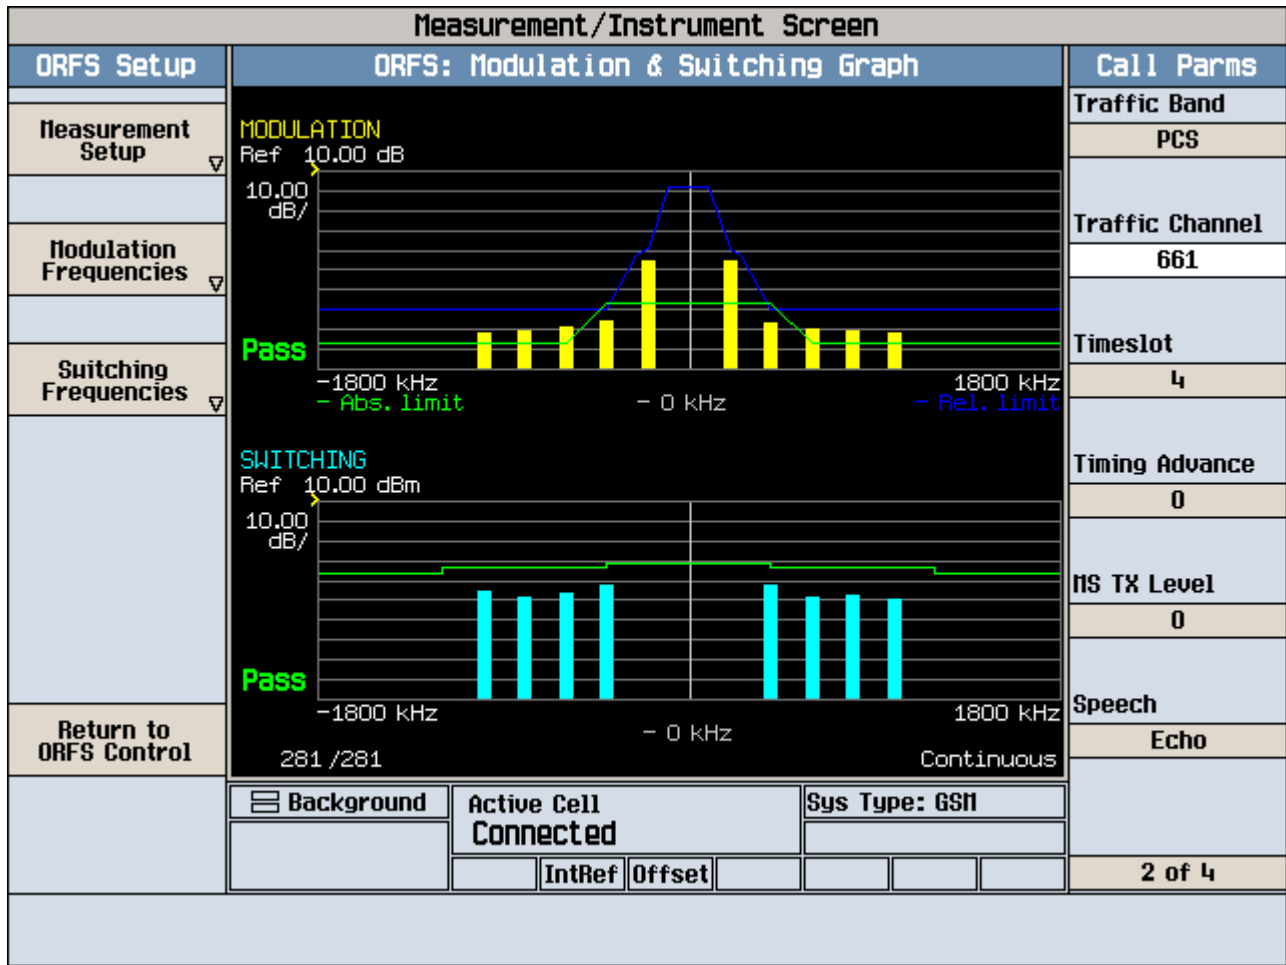 Measurement/Instrument Screen
ORFS Setup
Measurement
Setup
Modulation
Frequencies
Switching
Frequencies
Return to
ORFS Control
ORFS: Modulation & Switching Graph
MODULATION
Ref 10.00 dB
10.00
dB/
Pass
-1800 kHz
1800 kHz
- Abs. limit
- 0 kHz
- Rel. limit
SWITCHING
Ref 10.00 dBm
10.00
dB/
Pass
-1800 kHz
1800 kHz
- 0 kHz
281 /281
Continuous
Background
Active Cell
Connected
Sys Type: GSM
IntRef
Offset
Call Parms
Traffic Band
PCS
Traffic Channel
661
Timeslot
4
Timing Advance
0
MS TX Level
0
Speech
Echo
2 of 4